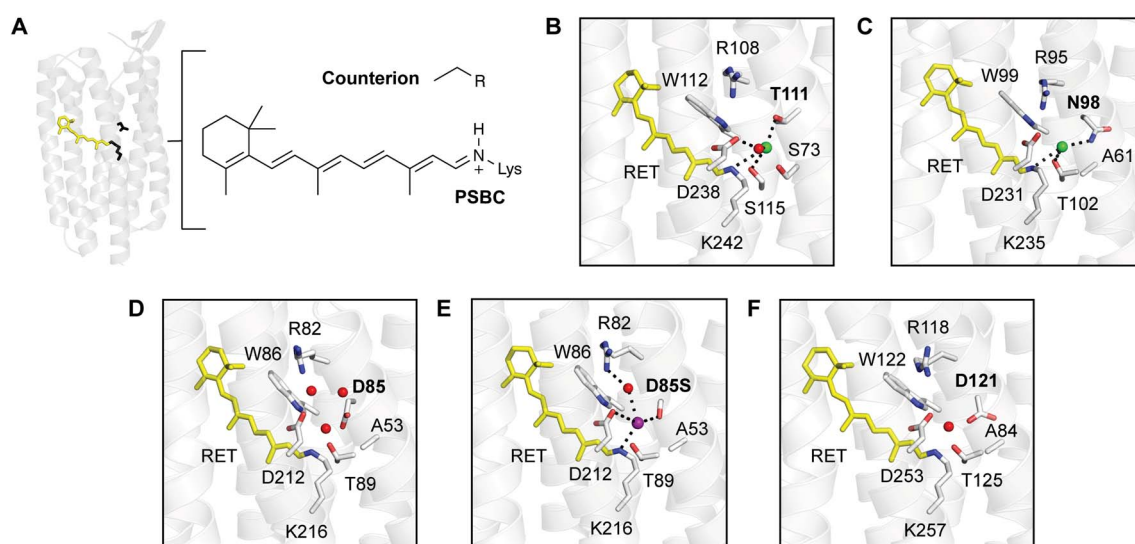 A
Counterion
R
H
N
+
Lys
PSBC
B
R108
W112
T111
S73
RET
D238
S115
K242
C
R95
W99
N98
A61
RET
D231
T102
K235
D
R82
W86
D85
A53
RET
D212
T89
K216
E
R82
W86
D85S
A53
RET
D212
T89
K216
F
R118
W122
D121
A84
RET
D253
T125
K257